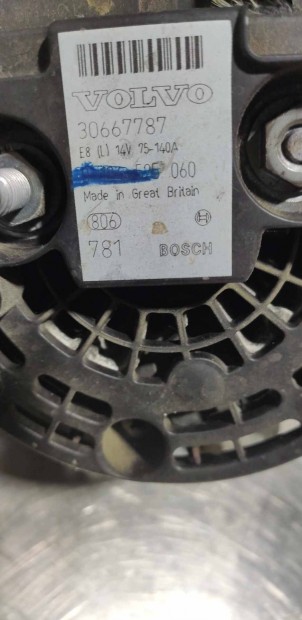 VOLVO
30667787
E8 (L) 14V 75-140A
060
Made in Great Britain
806
781 BOSCH